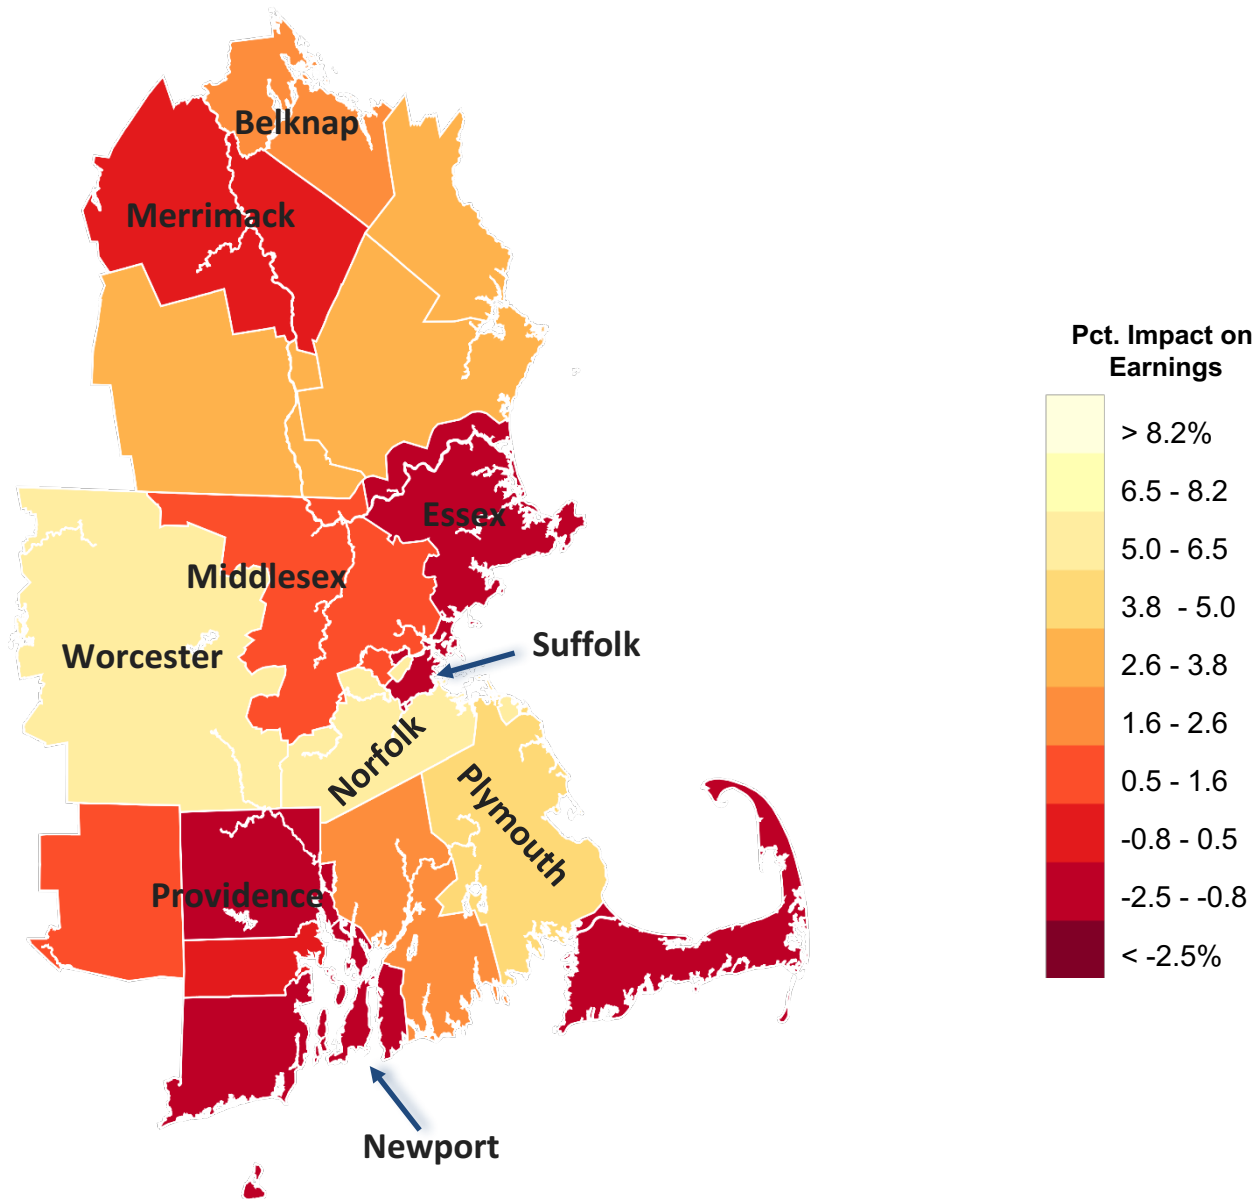 Belknap
Merrimack
Essex
Middlesex
Suffolk
Worcester
Norfolk
Plymouth
Providence
Newport
Pct. Impact on
Earnings
> 8.2%
6.5 - 8.2
5.0 - 6.5
3.8 - 5.0
2.6 - 3.8
1.6 - 2.6
0.5 - 1.6
-0.8 - 0.5
-2.5 - -0.8
< -2.5%